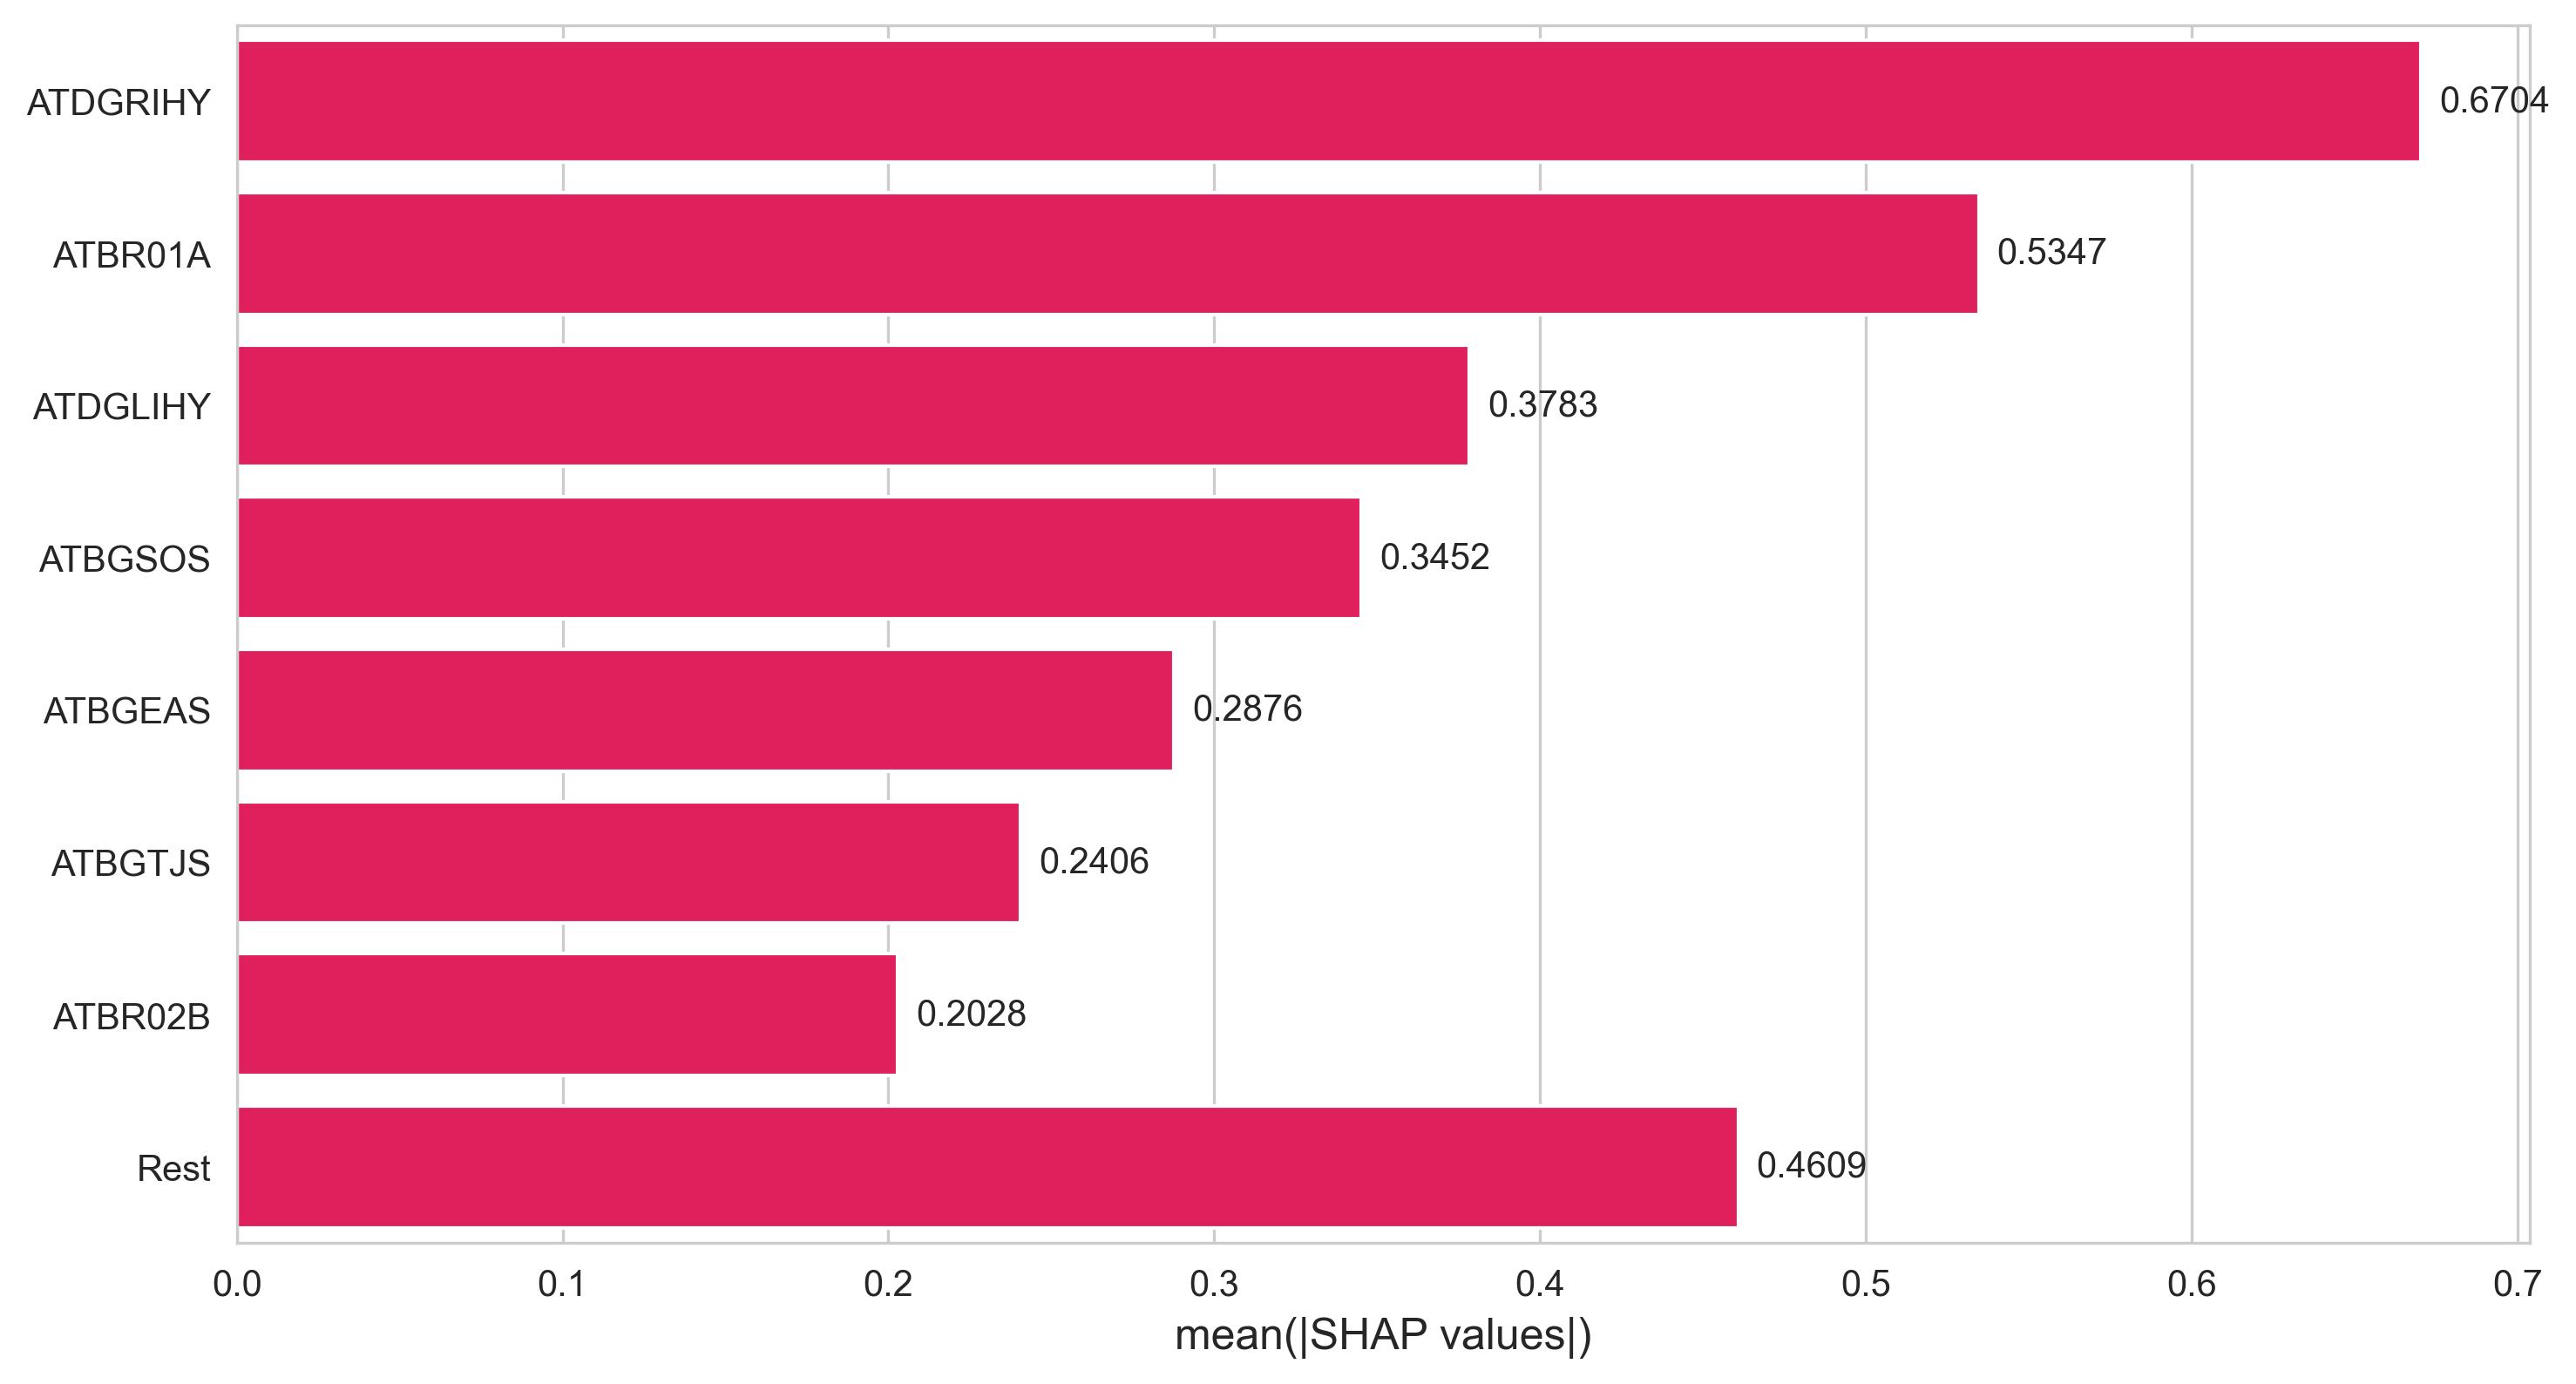 ATDGRIHY 0.6704
ATBR01A 0.5347
ATDGLIHY 0.3783
ATBGSOS 0.3452
ATBGEAS 0.2876
ATBGTJS 0.2406
ATBR02B 0.2028
Rest 0.4609
0.0 0.1 0.2 0.3 0.4 0.5 0.6 0.7
mean(|SHAP values|)